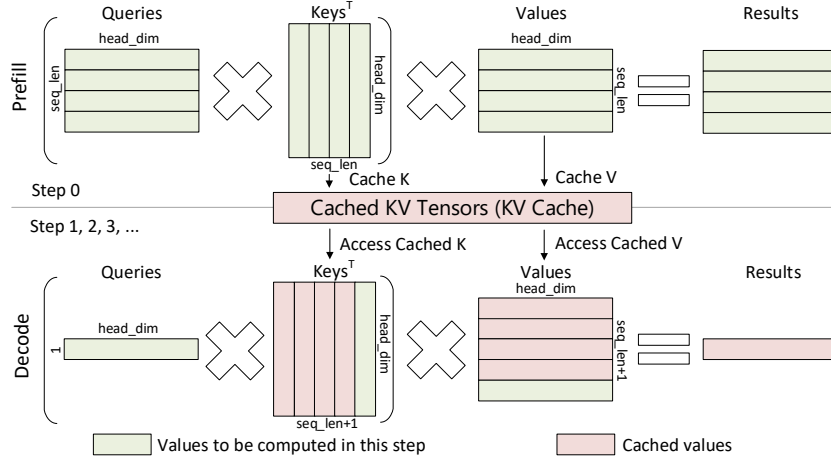 Queries
Keys^T
Values
Results
Prefill
head_dim
seq_len
head_dim
seq_len
head_dim
seq_len
Cache K
Cache V
Step 0
Cached KV Tensors (KV Cache)
Step 1, 2, 3, ...
Access Cached K
Access Cached V
Queries
Keys^T
Values
Results
Decode
head_dim
1
head_dim
seq_len+1
head_dim
seq_len+1
Values to be computed in this step
Cached values